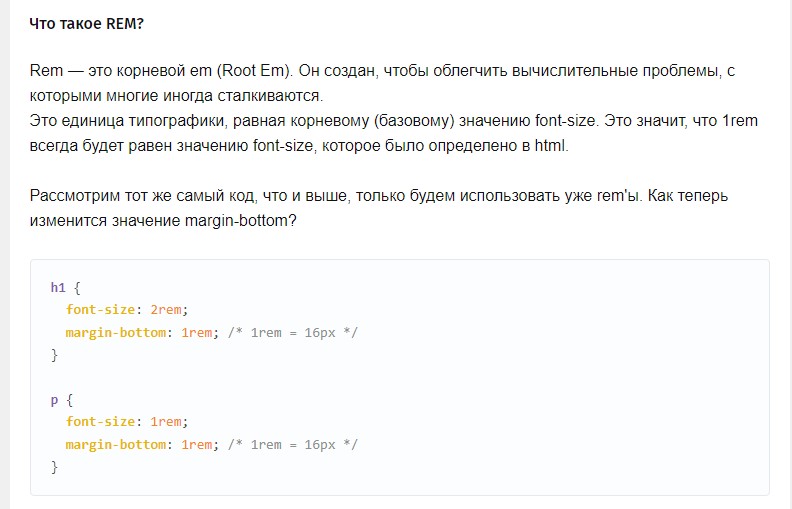 Что такое REM?
Rem — это корневой em (Root Em). Он создан, чтобы облегчить вычислительные проблемы, с
которыми многие иногда сталкиваются.
Это единица типографики, равная корневому (базовому) значению font-size. Это значит, что 1rem
всегда будет равен значению font-size, которое было определено в html.
Рассмотрим тот же самый код, что и выше, только будем использовать уже rem'ы. Как теперь
изменится значение margin-bottom?
h1 {
  font-size: 2rem;
  margin-bottom: 1rem; /* 1rem = 16px */
}
p {
  font-size: 1rem;
  margin-bottom: 1rem; /* 1rem = 16px */
}